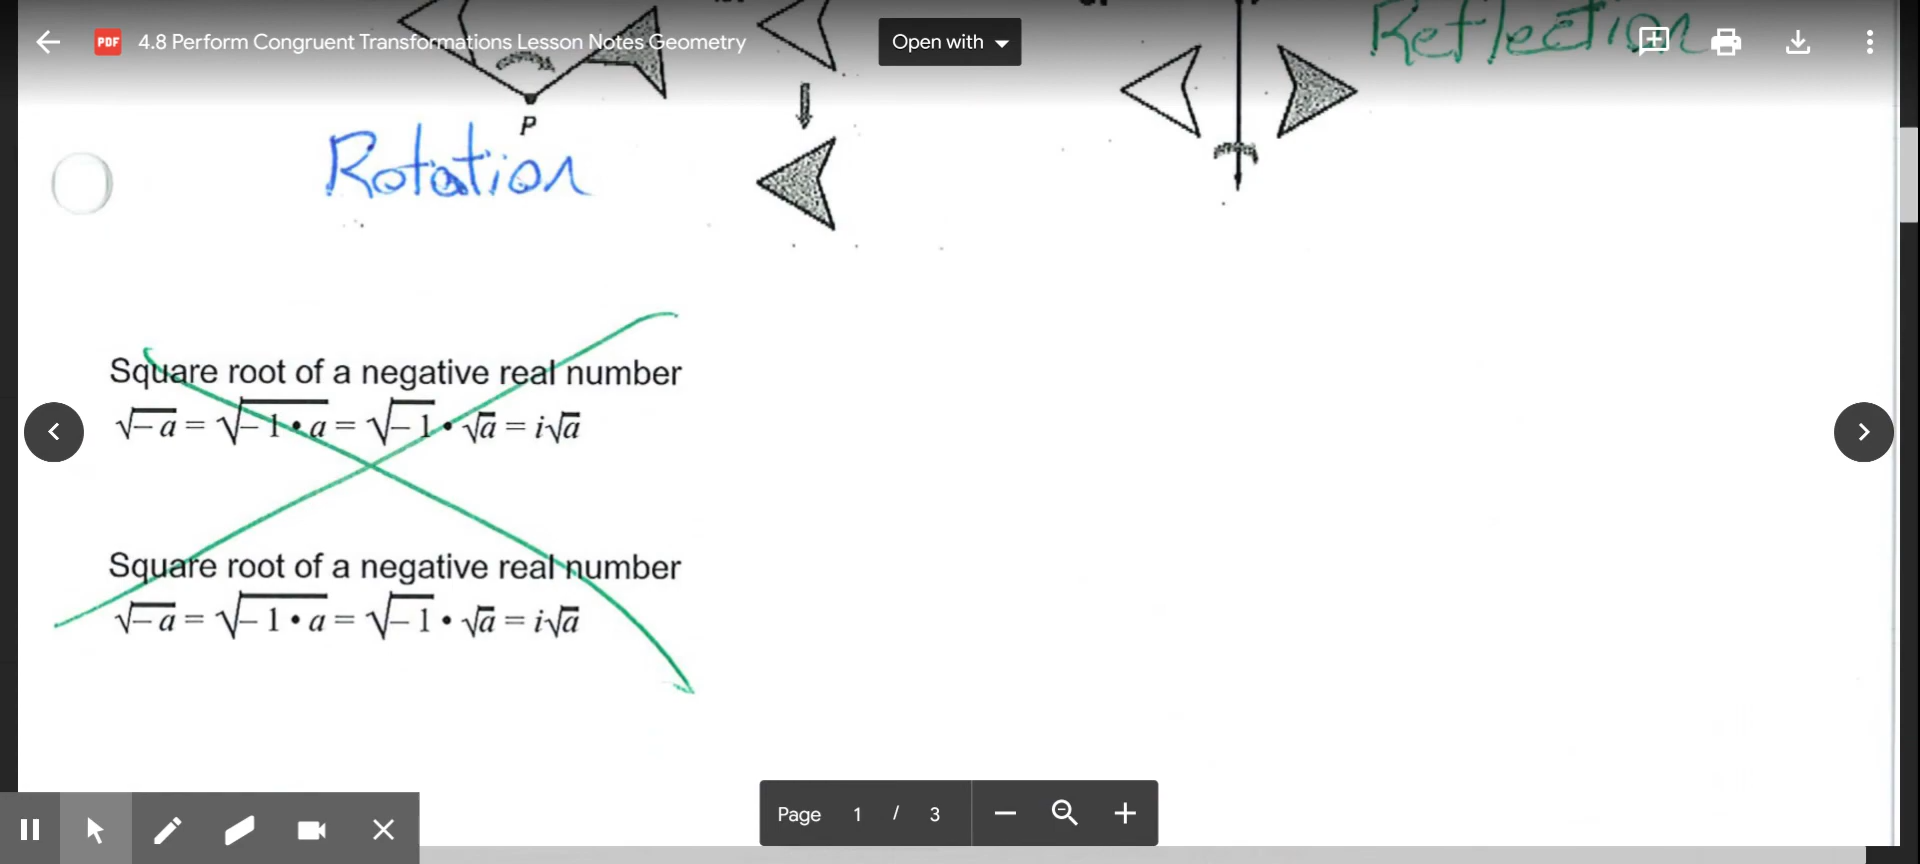 4.8 Perform Congruent Transformations Lesson Notes Geometry
Open with
Reflection
P
Rotation
Square root of a negative real number
√−a = √−1•a = √−1 • √a = i√a
Square root of a negative real number
√−a = √−1•a = √−1 • √a = i√a
Page 1 / 3
PDF